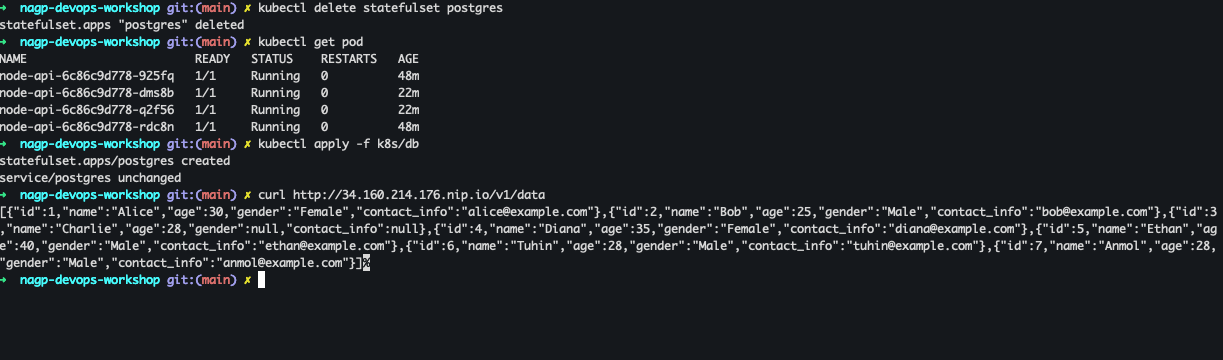 → nagp-devops-workshop git:(main) ✗ kubectl delete statefulset postgres
statefulset.apps "postgres" deleted
→ nagp-devops-workshop git:(main) ✗ kubectl get pod
NAME READY STATUS RESTARTS AGE
node-api-6c86c9d778-925fq 1/1 Running 0 48m
node-api-6c86c9d778-dms8b 1/1 Running 0 22m
node-api-6c86c9d778-q2f56 1/1 Running 0 22m
node-api-6c86c9d778-rdc8n 1/1 Running 0 48m
→ nagp-devops-workshop git:(main) ✗ kubectl apply -f k8s/db
statefulset.apps/postgres created
service/postgres unchanged
→ nagp-devops-workshop git:(main) ✗ curl http://34.160.214.176.nip.io/v1/data
[{"id":1,"name":"Alice","age":30,"gender":"Female","contact_info":"alice@example.com"},{"id":2,"name":"Bob","age":25,"gender":"Male","contact_info":"bob@example.com"},{"id":3
,"name":"Charlie","age":28,"gender":null,"contact_info":null},{"id":4,"name":"Diana","age":35,"gender":"Female","contact_info":"diana@example.com"},{"id":5,"name":"Ethan","ag
e":40,"gender":"Male","contact_info":"ethan@example.com"},{"id":6,"name":"Tuhin","age":28,"gender":"Male","contact_info":"tuhin@example.com"},{"id":7,"name":"Anmol","age":28,
"gender":"Male","contact_info":"anmol@example.com"}]%
→ nagp-devops-workshop git:(main) ✗